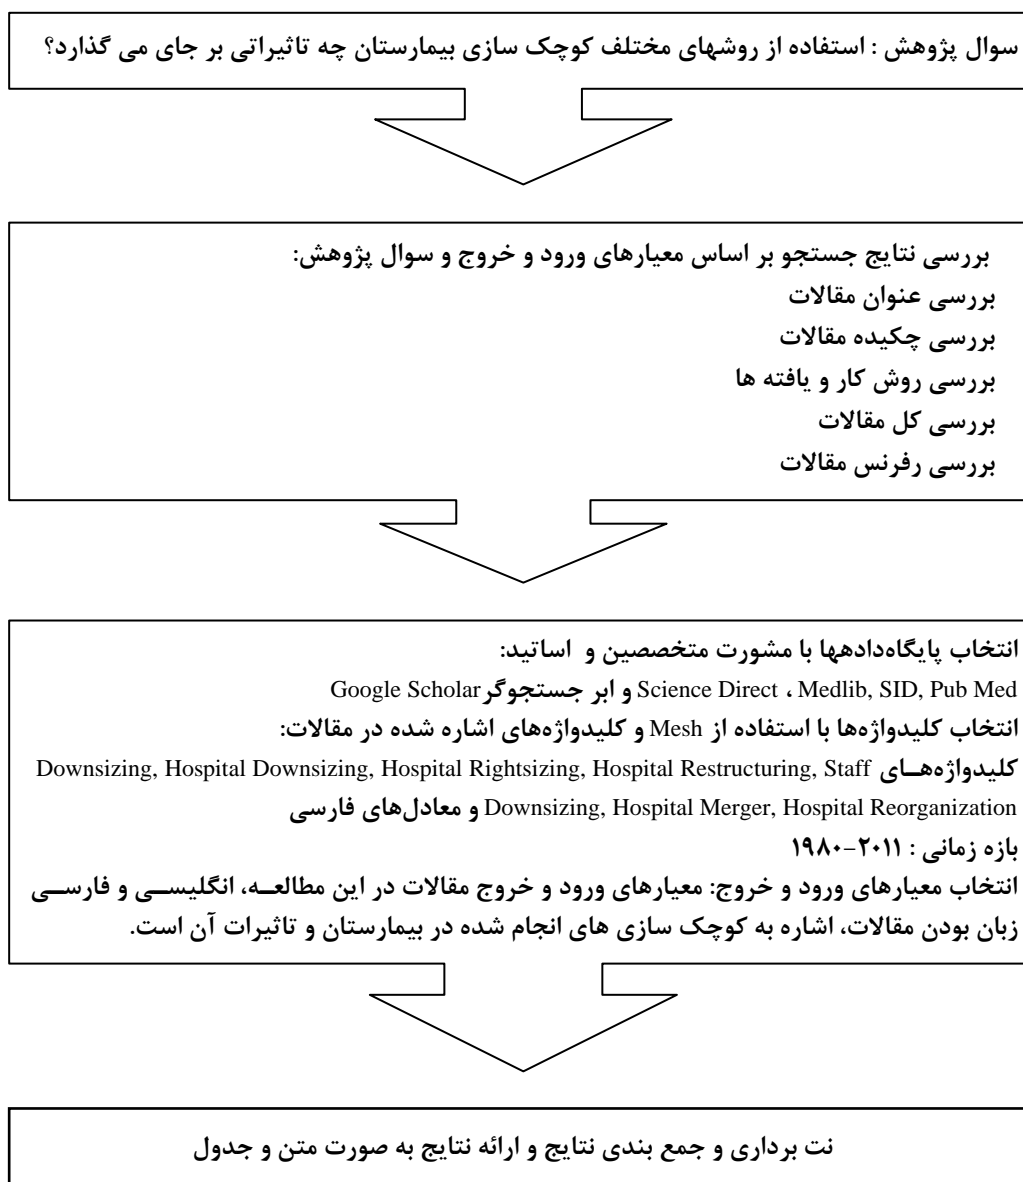 سوال پژوهش : استفاده از روشهای مختلف کوچک سازی بیمارستان چه تاثیراتی بر جای می گذارد؟
بررسی نتایج جستجو بر اساس معیارهای ورود و خروج و سوال پژوهش:
بررسی عنوان مقالات
بررسی چکیده مقالات
بررسی روش کار و یافته ها
بررسی کل مقالات
بررسی رفرنس مقالات
انتخاب پایگاه‌دادهها با مشورت متخصصین و اساتید:
Science Direct ، Medlib, SID, Pub Med و ابر جستجوگر Google Scholar
انتخاب کلیدواژه‌ها با استفاده از Mesh و کلیدواژه‌های اشاره شده در مقالات:
کلیدواژه‌هـای Downsizing, Hospital Downsizing, Hospital Rightsizing, Hospital Restructuring, Staff
Downsizing, Hospital Merger, Hospital Reorganization و معادل‌های فارسی
بازه زمانی : ۲۰۱۱-۱۹۸۰
انتخاب معیارهای ورود و خروج: معیارهای ورود و خروج مقالات در این مطالعـه، انگلیسـی و فارسـی
زبان بودن مقالات، اشاره به کوچک سازی های انجام شده در بیمارستان و تاثیرات آن است.
نت برداری و جمع بندی نتایج و ارائه نتایج به صورت متن و جدول